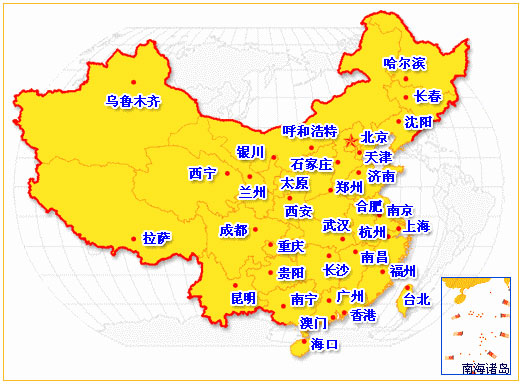 哈尔滨
乌鲁木齐
长春
沈阳
呼和浩特
北京
银川
天津
石家庄
西宁
济南
太原
兰州
郑州
合肥
西安
南京
武汉
上海
成都
杭州
拉萨
重庆
南昌
长沙
贵阳
福州
昆明
广州
台北
南宁
香港
澳门
海口
南海诸岛